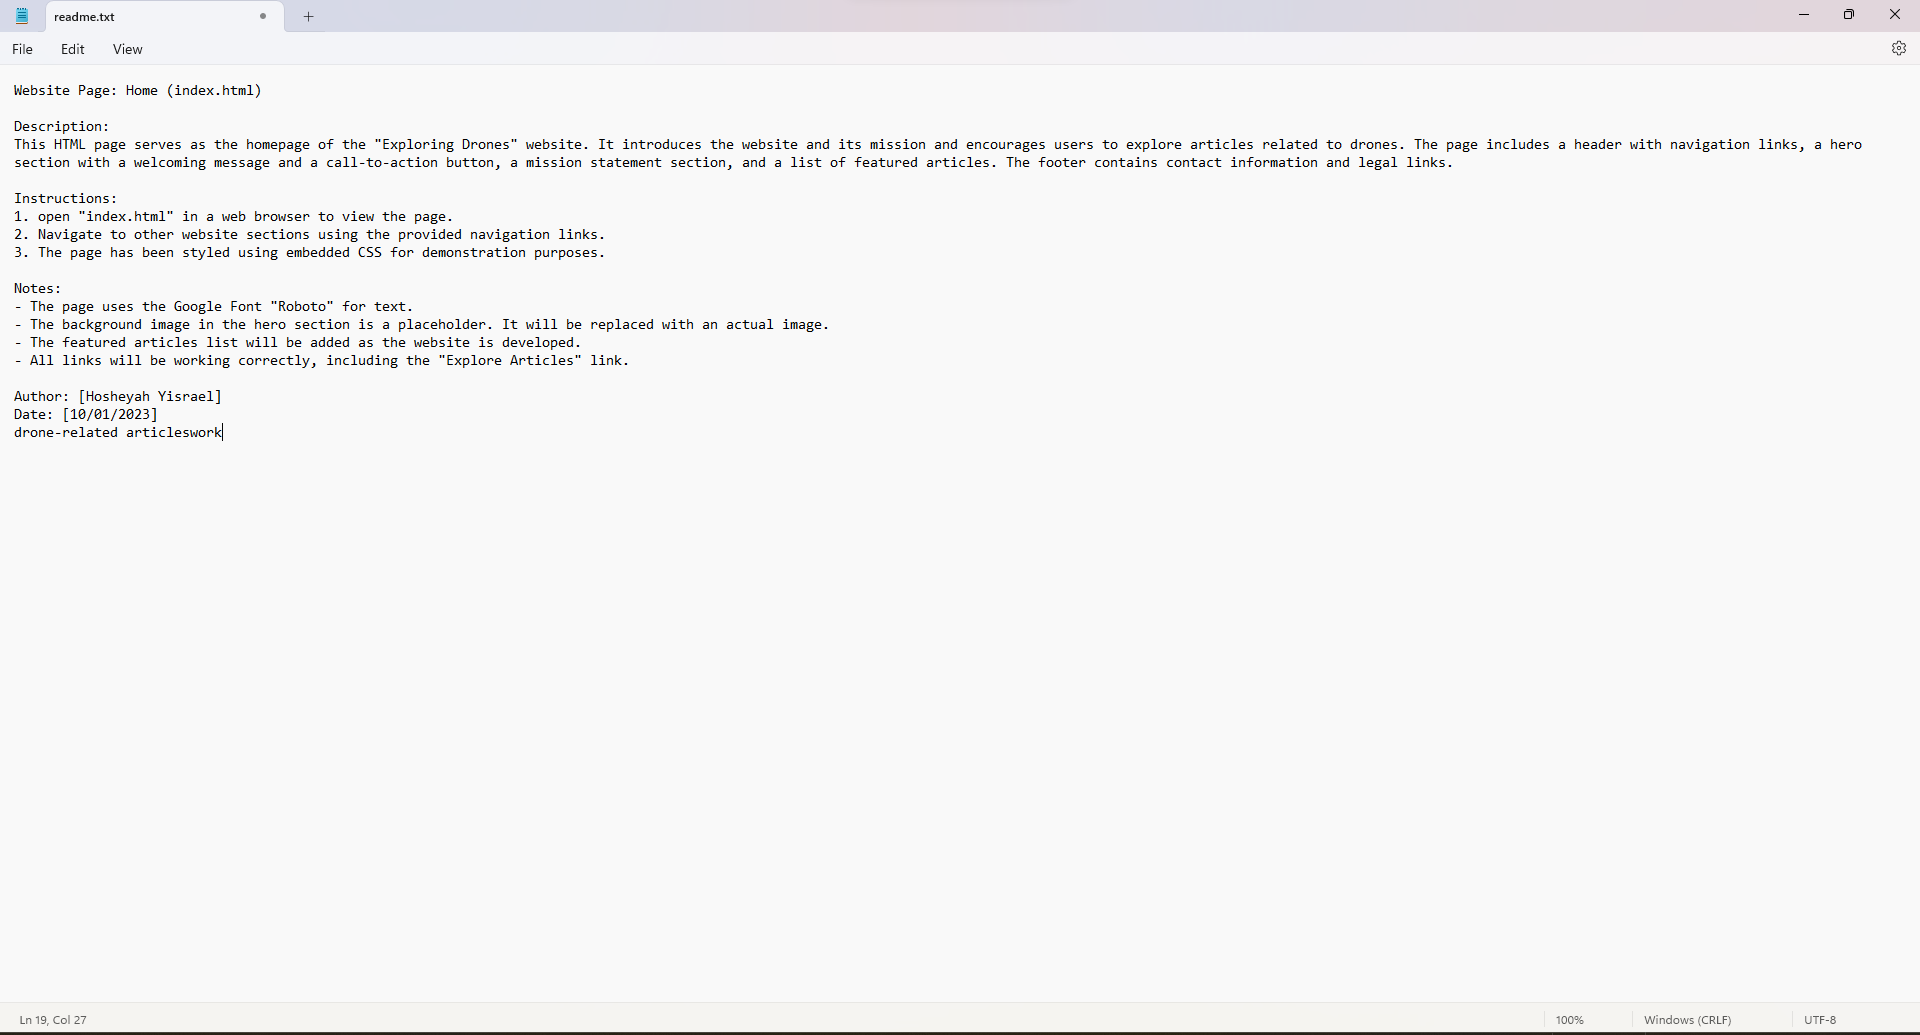 readme.txt
File Edit View
Website Page: Home (index.html)
Description:
This HTML page serves as the homepage of the "Exploring Drones" website. It introduces the website and its mission and encourages users to explore articles related to drones. The page includes a header with navigation links, a hero
section with a welcoming message and a call-to-action button, a mission statement section, and a list of featured articles. The footer contains contact information and legal links.
Instructions:
1. open "index.html" in a web browser to view the page.
2. Navigate to other website sections using the provided navigation links.
3. The page has been styled using embedded CSS for demonstration purposes.
Notes:
- The page uses the Google Font "Roboto" for text.
- The background image in the hero section is a placeholder. It will be replaced with an actual image.
- The featured articles list will be added as the website is developed.
- All links will be working correctly, including the "Explore Articles" link.
Author: [Hosheyah Yisrael]
Date: [10/01/2023]
drone-related articleswork
Ln 19, Col 27 100% Windows (CRLF) UTF-8